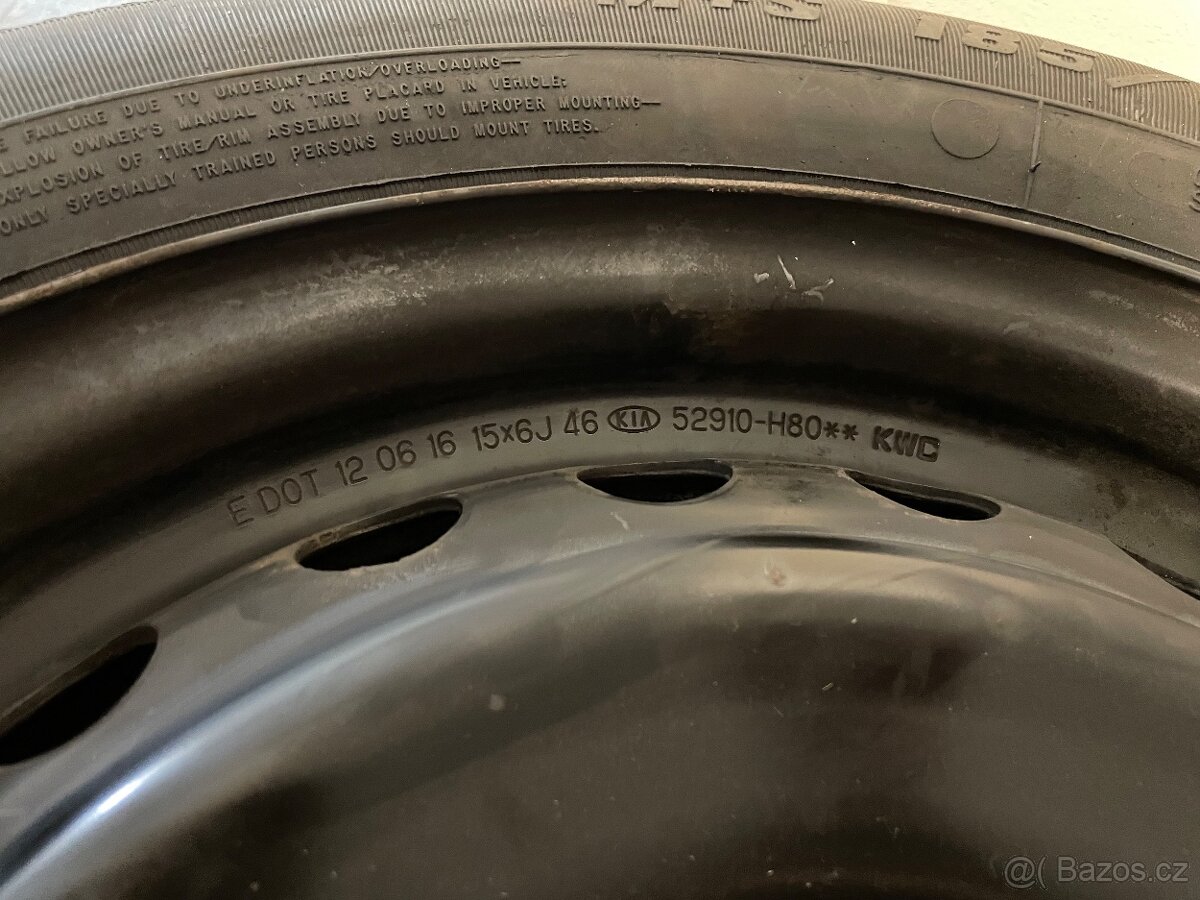 M+S 185/
FAILURE DUE TO UNDERINFLATION/OVERLOADING—
OWNER'S MANUAL OR TIRE PLACARD IN VEHICLE:
EXPLOSION OF TIRE/RIM ASSEMBLY DUE TO IMPROPER MOUNTING—
ONLY SPECIALLY TRAINED PERSONS SHOULD MOUNT TIRES.
E DOT 12 06 16 15x6J 46 KIA 52910-H80** KWC
@( Bazos.cz